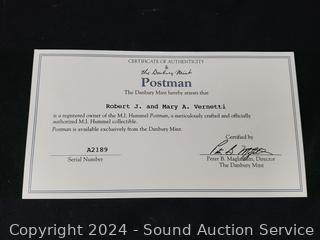 CERTIFICATE OF AUTHENTICITY
&
The Danbury Mint
Postman
The Danbury Mint hereby attests that
Robert J. and Mary A. Vernetti
is a registered owner of the M.I. Hummel Postman, a meticulously crafted and officially
authorized M.I. Hummel collectible.
Postman is available exclusively from the Danbury Mint.
Certified by
A2189
Serial Number
Peter B. Maglathlin, Director
The Danbury Mint
Copyright 2024 - Sound Auction Service